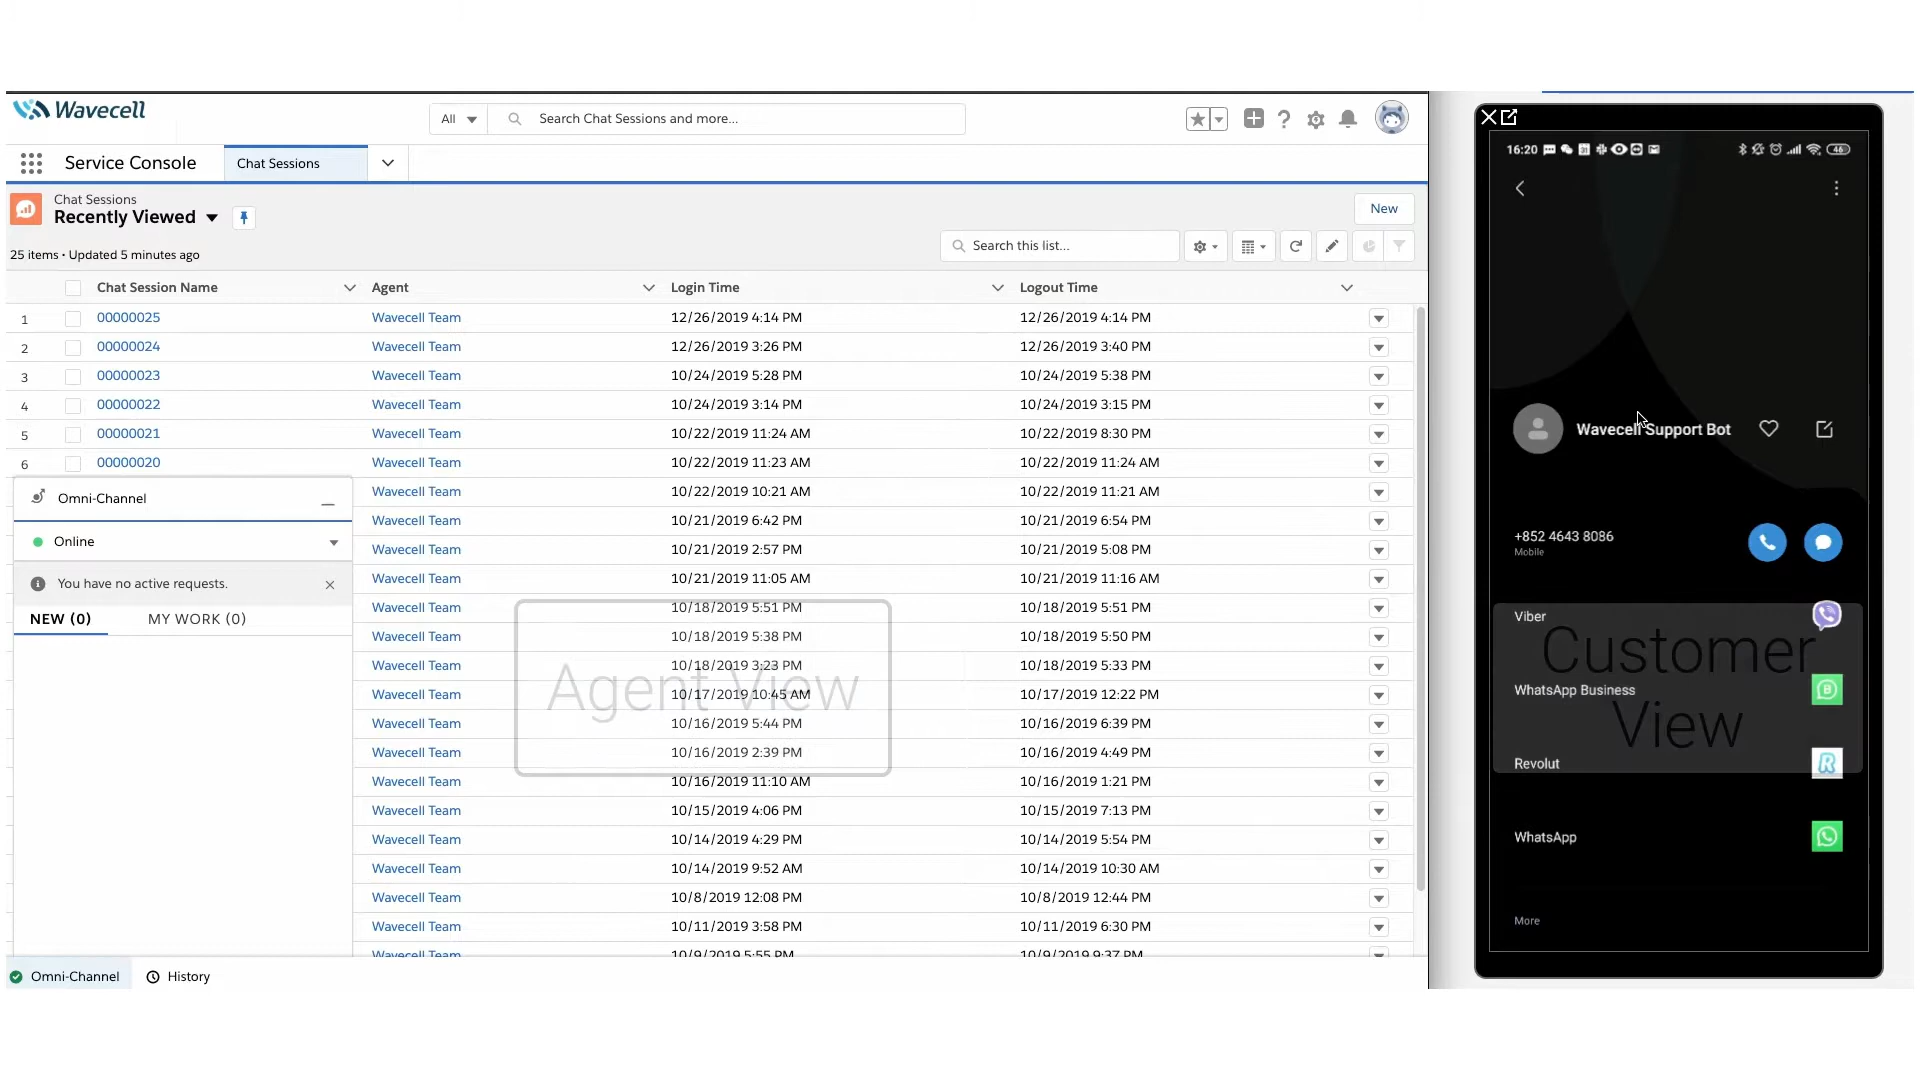 Wavecell
All
Search Chat Sessions and more...
Service Console
Chat Sessions
Chat Sessions
Recently Viewed
New
25 items • Updated 5 minutes ago
Search this list...
Chat Session Name Agent Login Time Logout Time
1 00000025 Wavecell Team 12/26/2019 4:14 PM 12/26/2019 4:14 PM
2 00000024 Wavecell Team 12/26/2019 3:26 PM 12/26/2019 3:40 PM
3 00000023 Wavecell Team 10/24/2019 5:28 PM 10/24/2019 5:38 PM
4 00000022 Wavecell Team 10/24/2019 3:14 PM 10/24/2019 3:15 PM
5 00000021 Wavecell Team 10/22/2019 11:24 AM 10/22/2019 8:30 PM
6 00000020 Wavecell Team 10/22/2019 11:23 AM 10/22/2019 11:24 AM
Wavecell Team 10/22/2019 10:21 AM 10/22/2019 11:21 AM
Wavecell Team 10/21/2019 6:42 PM 10/21/2019 6:54 PM
Wavecell Team 10/21/2019 2:57 PM 10/21/2019 5:08 PM
Wavecell Team 10/21/2019 11:05 AM 10/21/2019 11:16 AM
Wavecell Team 10/18/2019 5:51 PM 10/18/2019 5:51 PM
Wavecell Team 10/18/2019 5:38 PM 10/18/2019 5:50 PM
Wavecell Team 10/18/2019 3:23 PM 10/18/2019 5:33 PM
Wavecell Team 10/17/2019 10:45 AM 10/17/2019 12:22 PM
Wavecell Team 10/16/2019 5:44 PM 10/16/2019 6:39 PM
Wavecell Team 10/16/2019 2:39 PM 10/16/2019 4:49 PM
Wavecell Team 10/16/2019 11:10 AM 10/16/2019 1:21 PM
Wavecell Team 10/15/2019 4:06 PM 10/15/2019 7:13 PM
Wavecell Team 10/14/2019 4:29 PM 10/14/2019 5:54 PM
Wavecell Team 10/14/2019 9:52 AM 10/14/2019 10:30 AM
Wavecell Team 10/8/2019 12:08 PM 10/8/2019 12:44 PM
Wavecell Team 10/11/2019 3:58 PM 10/11/2019 6:30 PM
Wavecell Team 10/9/2019 5:55 PM 10/9/2019 9:37 PM
Agent View
Omni-Channel
Online
You have no active requests.
NEW (0) MY WORK (0)
Omni-Channel History
16:20
46
Wavecell Support Bot
+852 4643 8086
Mobile
Viber
Customer
View
WhatsApp Business
Revolut
WhatsApp
More